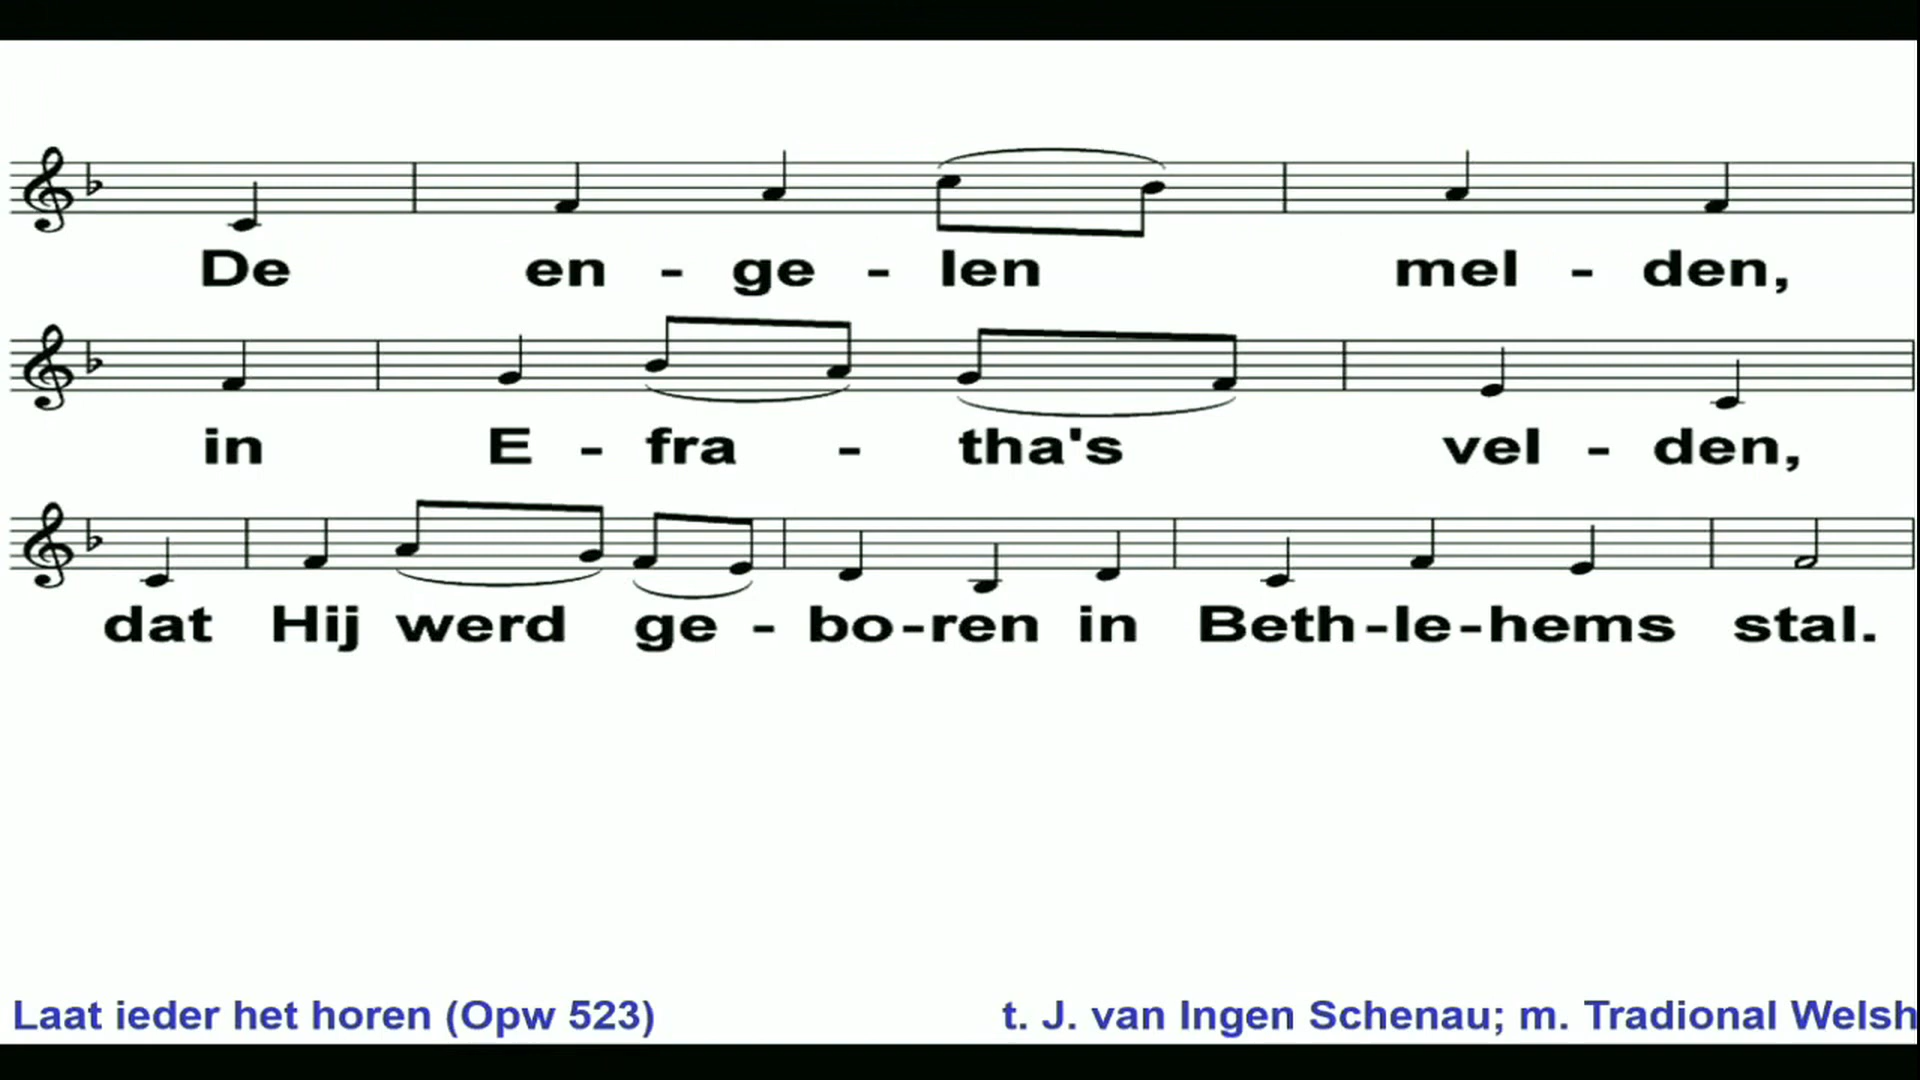 De en - ge - len mel - den,
in E - fra - tha's vel - den,
dat Hij werd ge - bo-ren in Beth-le-hems stal.
Laat ieder het horen (Opw 523) t. J. van Ingen Schenau; m. Tradional Welsh